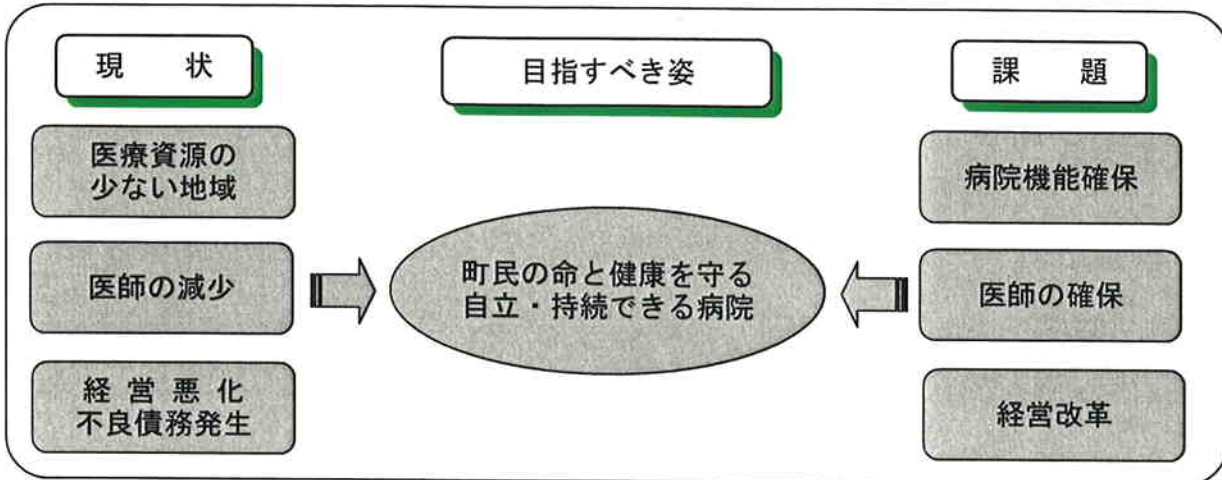 現　状
医療資源の
少ない地域
医師の減少
経営悪化
不良債務発生
目指すべき姿
町民の命と健康を守る
自立・持続できる病院
課　題
病院機能確保
医師の確保
経営改革